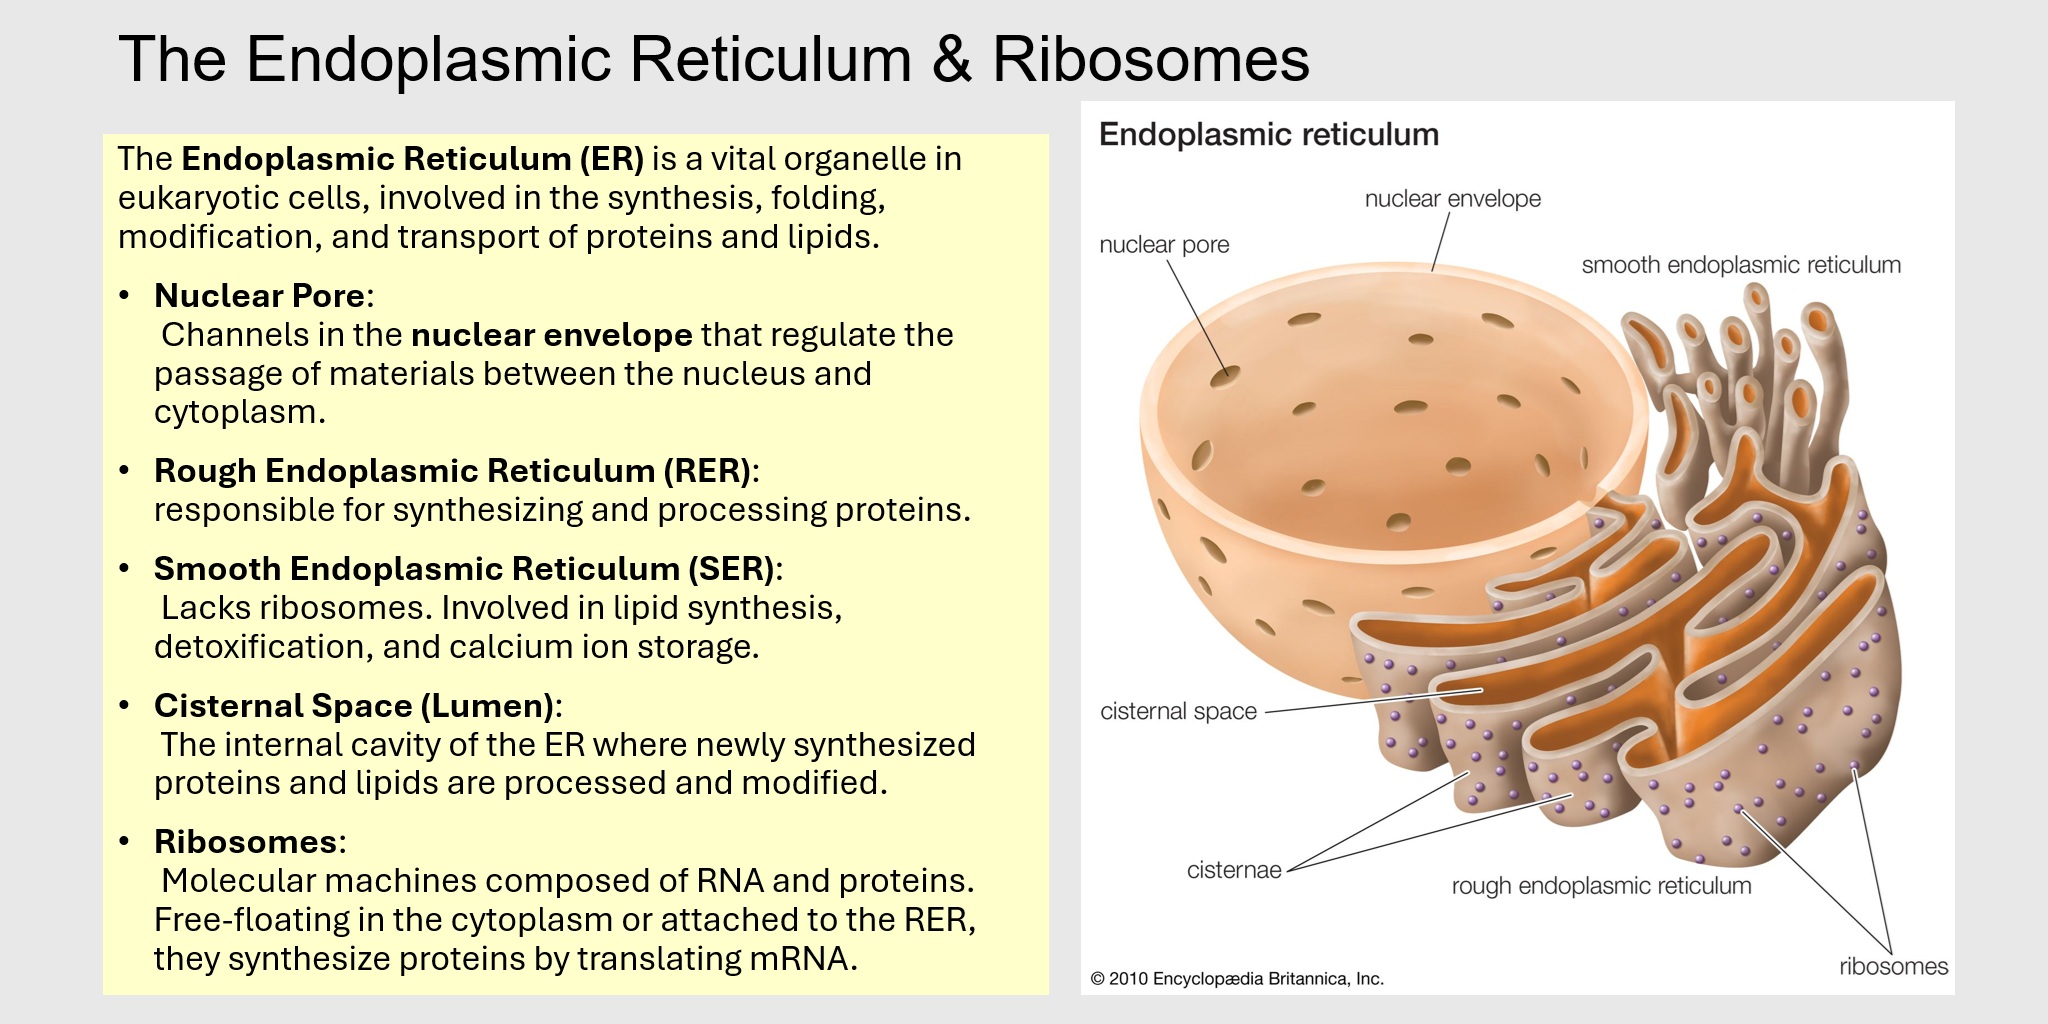 The Endoplasmic Reticulum & Ribosomes
The Endoplasmic Reticulum (ER) is a vital organelle in
eukaryotic cells, involved in the synthesis, folding,
modification, and transport of proteins and lipids.
• Nuclear Pore:
Channels in the nuclear envelope that regulate the
passage of materials between the nucleus and
cytoplasm.
• Rough Endoplasmic Reticulum (RER):
responsible for synthesizing and processing proteins.
• Smooth Endoplasmic Reticulum (SER):
Lacks ribosomes. Involved in lipid synthesis,
detoxification, and calcium ion storage.
• Cisternal Space (Lumen):
The internal cavity of the ER where newly synthesized
proteins and lipids are processed and modified.
• Ribosomes:
Molecular machines composed of RNA and proteins.
Free-floating in the cytoplasm or attached to the RER,
they synthesize proteins by translating mRNA.
Endoplasmic reticulum
nuclear envelope
nuclear pore
smooth endoplasmic reticulum
cisternal space
cisternae
rough endoplasmic reticulum
ribosomes
© 2010 Encyclopædia Britannica, Inc.